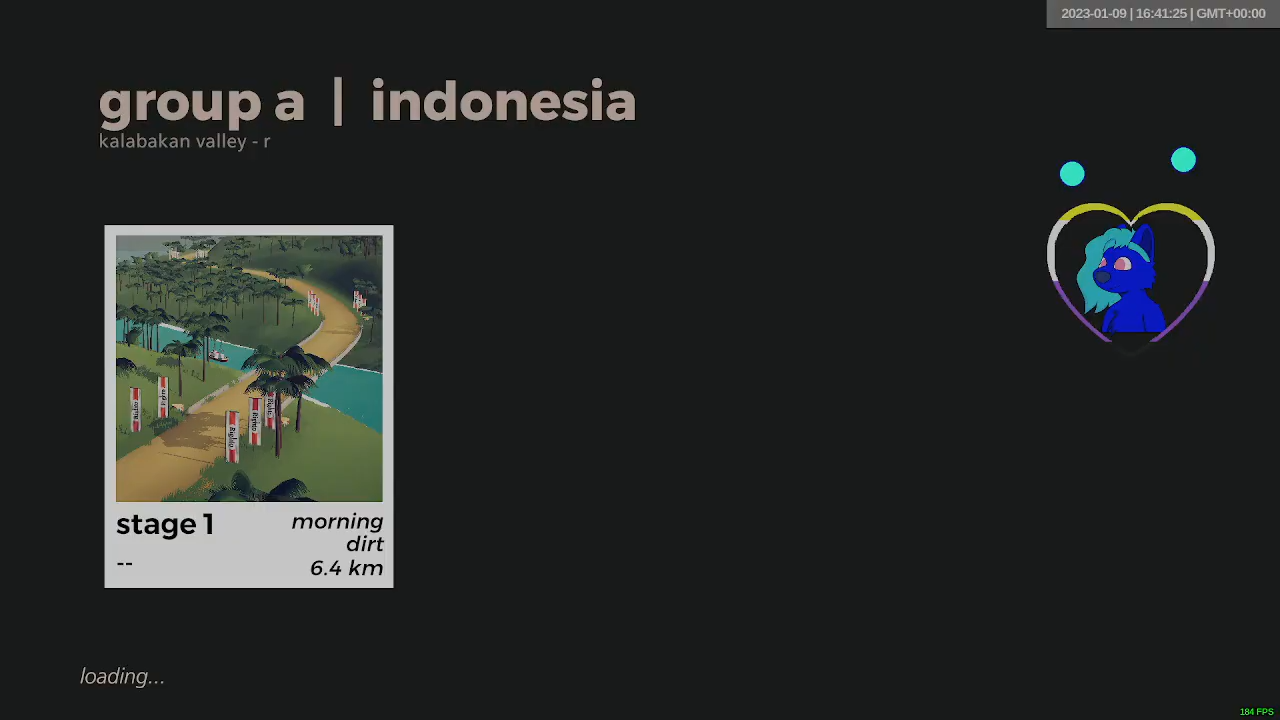 2023-01-09 | 16:41:25 | GMT+00:00
group a | indonesia
kalabakan valley - r
stage 1
morning
dirt
--
6.4 km
loading...
184 FPS